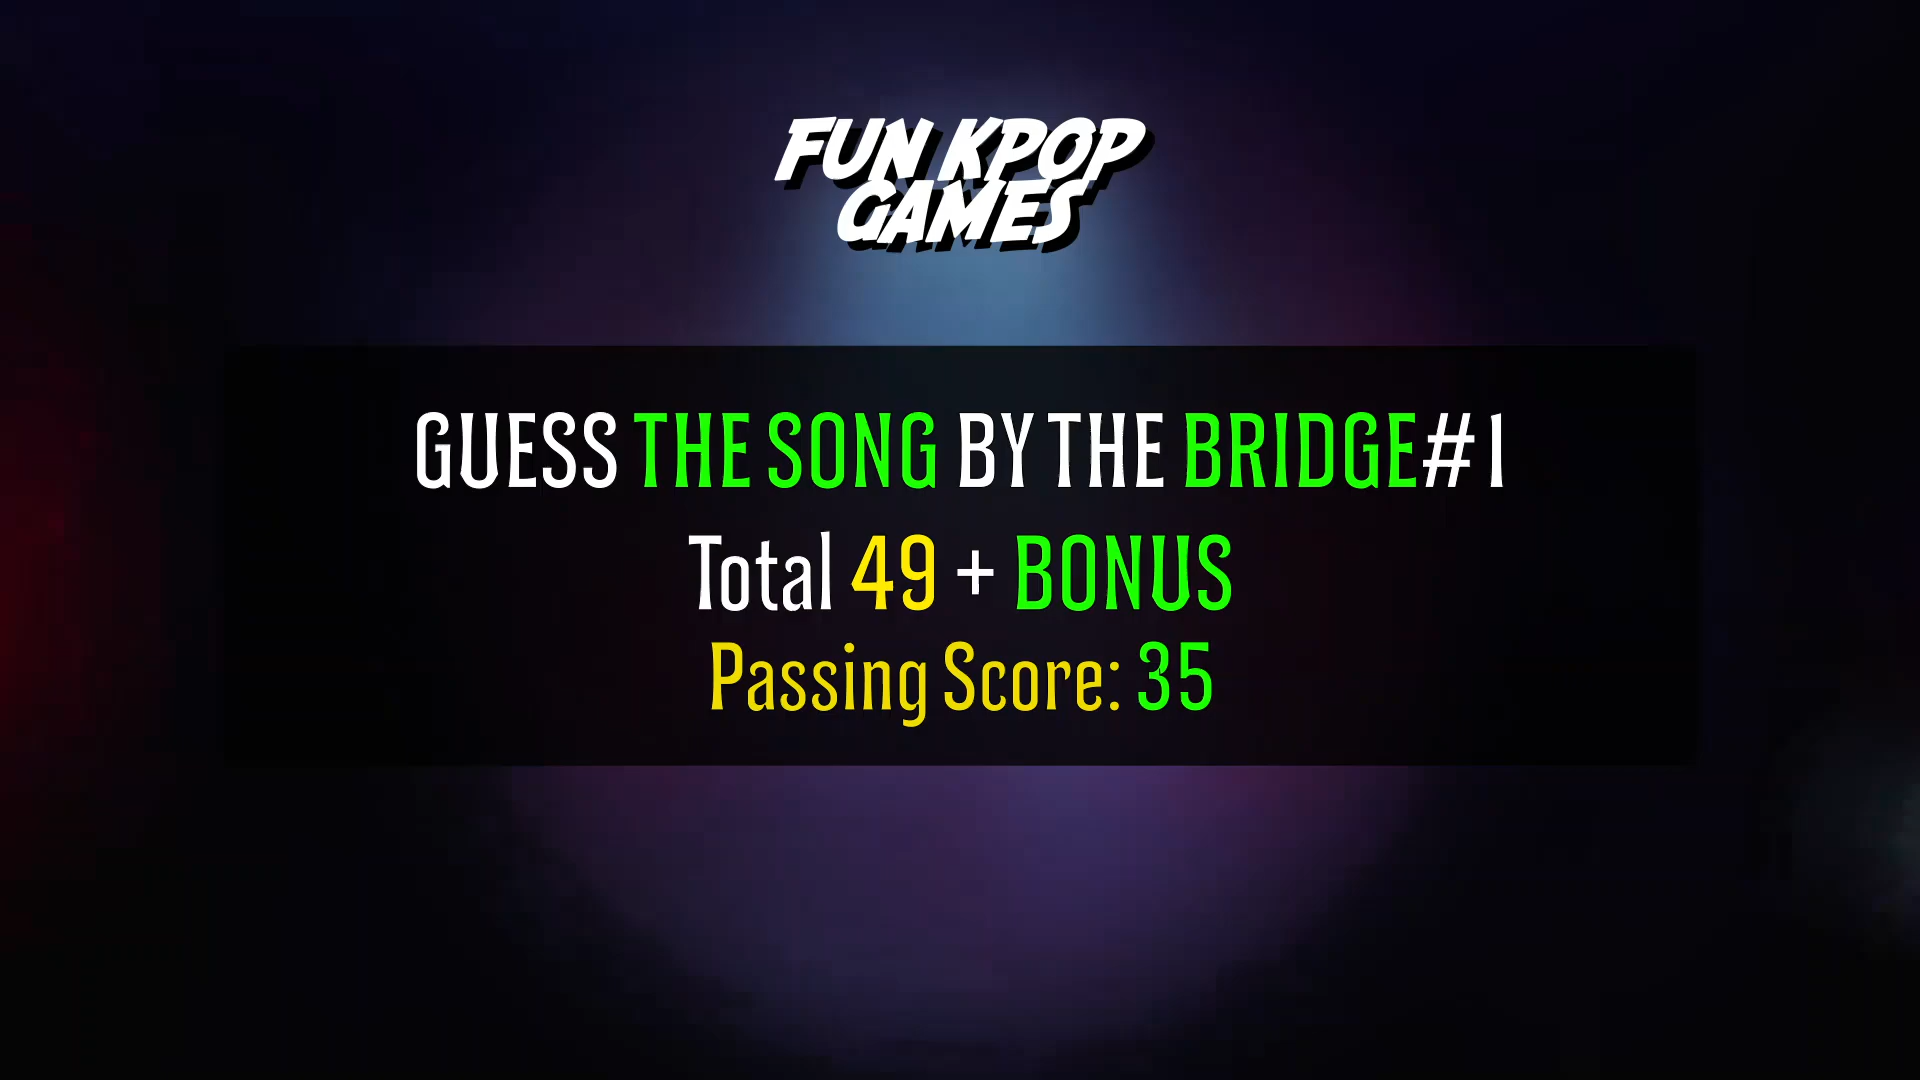 FUN KPOP
GAMES
GUESS THE SONG BY THE BRIDGE#1
Total 49 + BONUS
Passing Score: 35